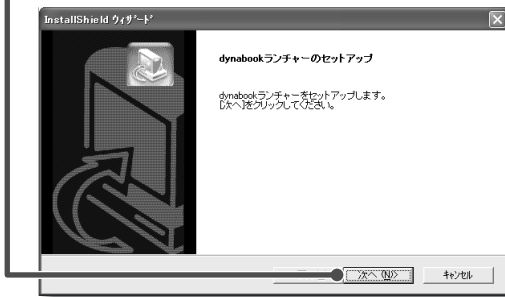 InstallShield ウィザード
dynabookランチャーのセットアップ
dynabookランチャーをセットアップします。
[次へ]をクリックしてください。
次へ(N)>
キャンセル